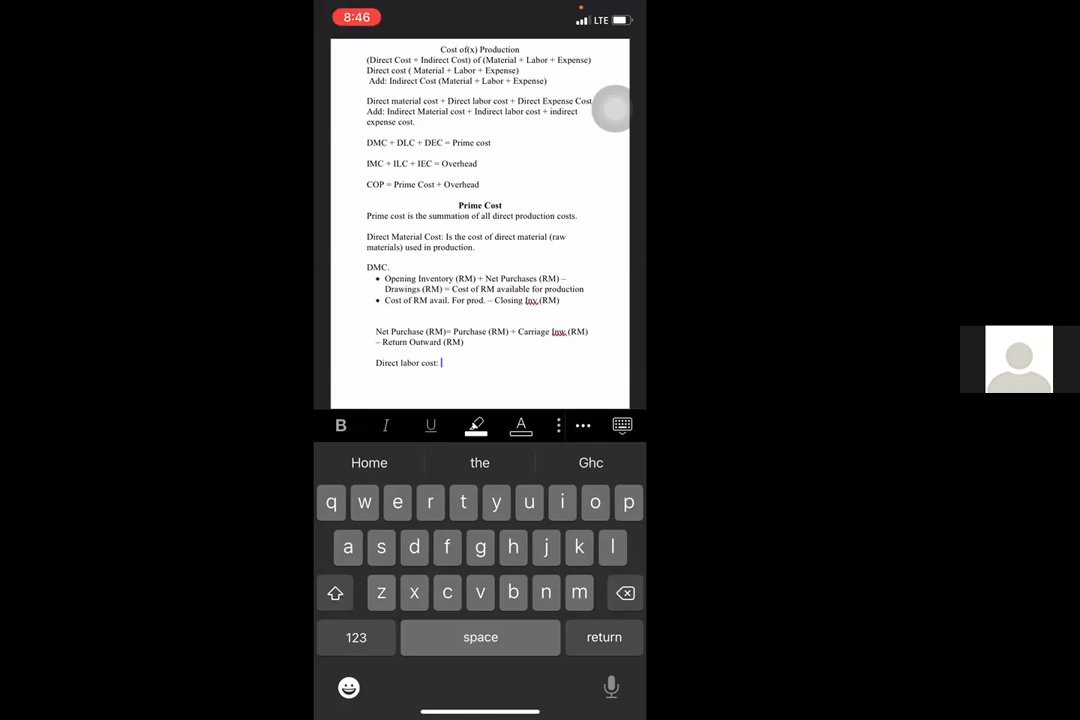 8:46
LTE
Cost of(x) Production
(Direct Cost + Indirect Cost) of (Material + Labor + Expense)
Direct cost ( Material + Labor + Expense)
Add: Indirect Cost (Material + Labor + Expense)
Direct material cost + Direct labor cost + Direct Expense Cost
Add: Indirect Material cost + Indirect labor cost + indirect
expense cost.
DMC + DLC + DEC = Prime cost
IMC + ILC + IEC = Overhead
COP = Prime Cost + Overhead
Prime Cost
Prime cost is the summation of all direct production costs.
Direct Material Cost: Is the cost of direct material (raw
materials) used in production.
DMC.
• Opening Inventory (RM) + Net Purchases (RM) –
Drawings (RM) = Cost of RM available for production
• Cost of RM avail. For prod. – Closing Inv.(RM)
Net Purchase (RM)= Purchase (RM) + Carriage Inw.(RM)
– Return Outward (RM)
Direct labor cost:
B I U A
Home the Ghc
q w e r t y u i o p
a s d f g h j k l
z x c v b n m
123 space return